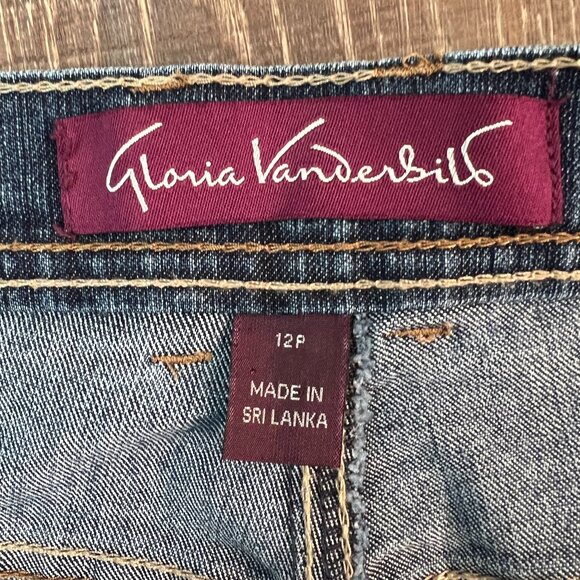 Gloria Vanderbilt
12P
MADE IN
SRI LANKA